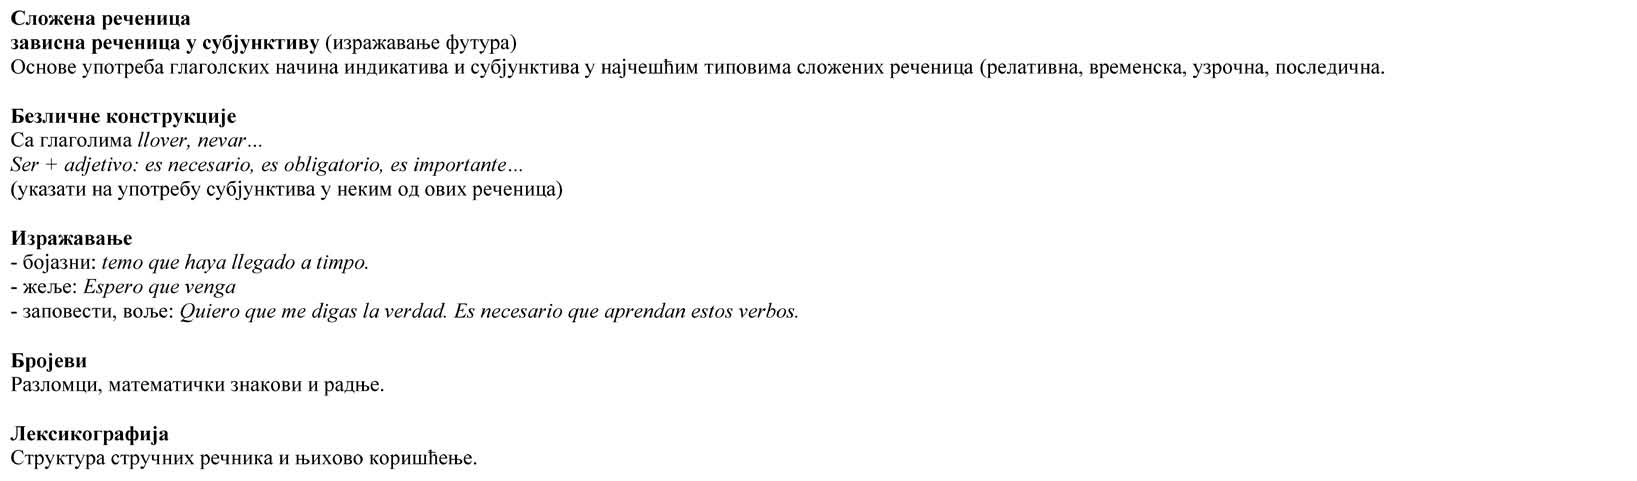 Сложена реченица
зависна реченица у субјунктиву (изражавање футура)
Основе употреба глаголских начина индикатива и субјунктива у најчешћим типовима сложених реченица (релативна, временска, узрочна, последична.
Безличне конструкције
Са глаголима llover, nevar…
Ser + adjetivo: es necesario, es obligatorio, es importante…
(указати на употребу субјунктива у неким од ових реченица)
Изражавање
- бојазни: temo que haya llegado a timpo.
- жеље: Espero que venga
- заповести, воље: Quiero que me digas la verdad. Es necesario que aprendan estos verbos.
Бројеви
Разломци, математички знакови и радње.
Лексикографија
Структура стручних речника и њихово коришћење.